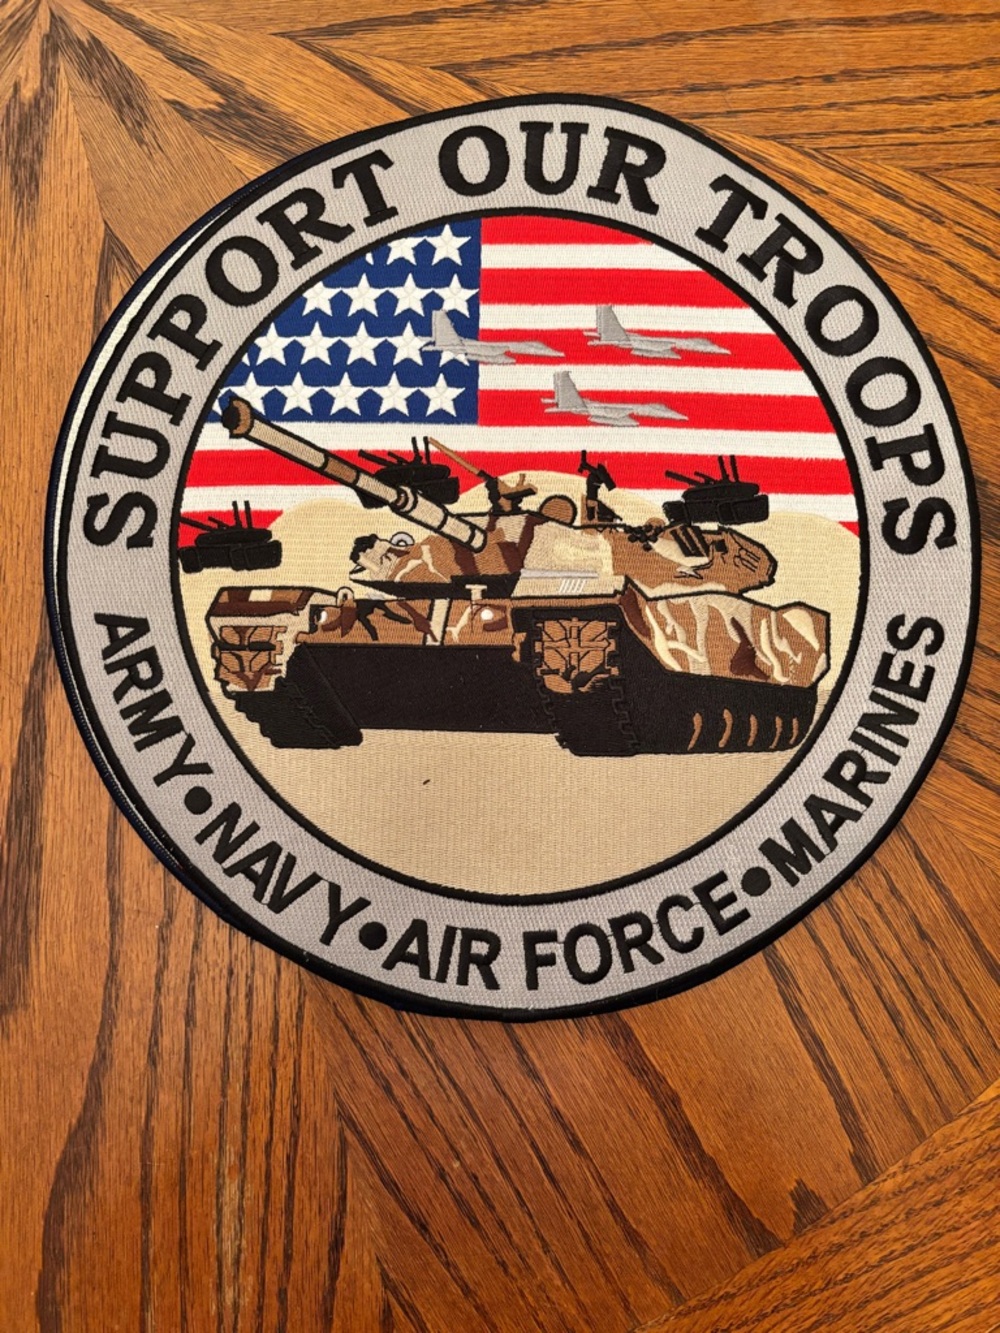 SUPPORT OUR TROOPS
ARMY•NAVY•AIR FORCE•MARINES